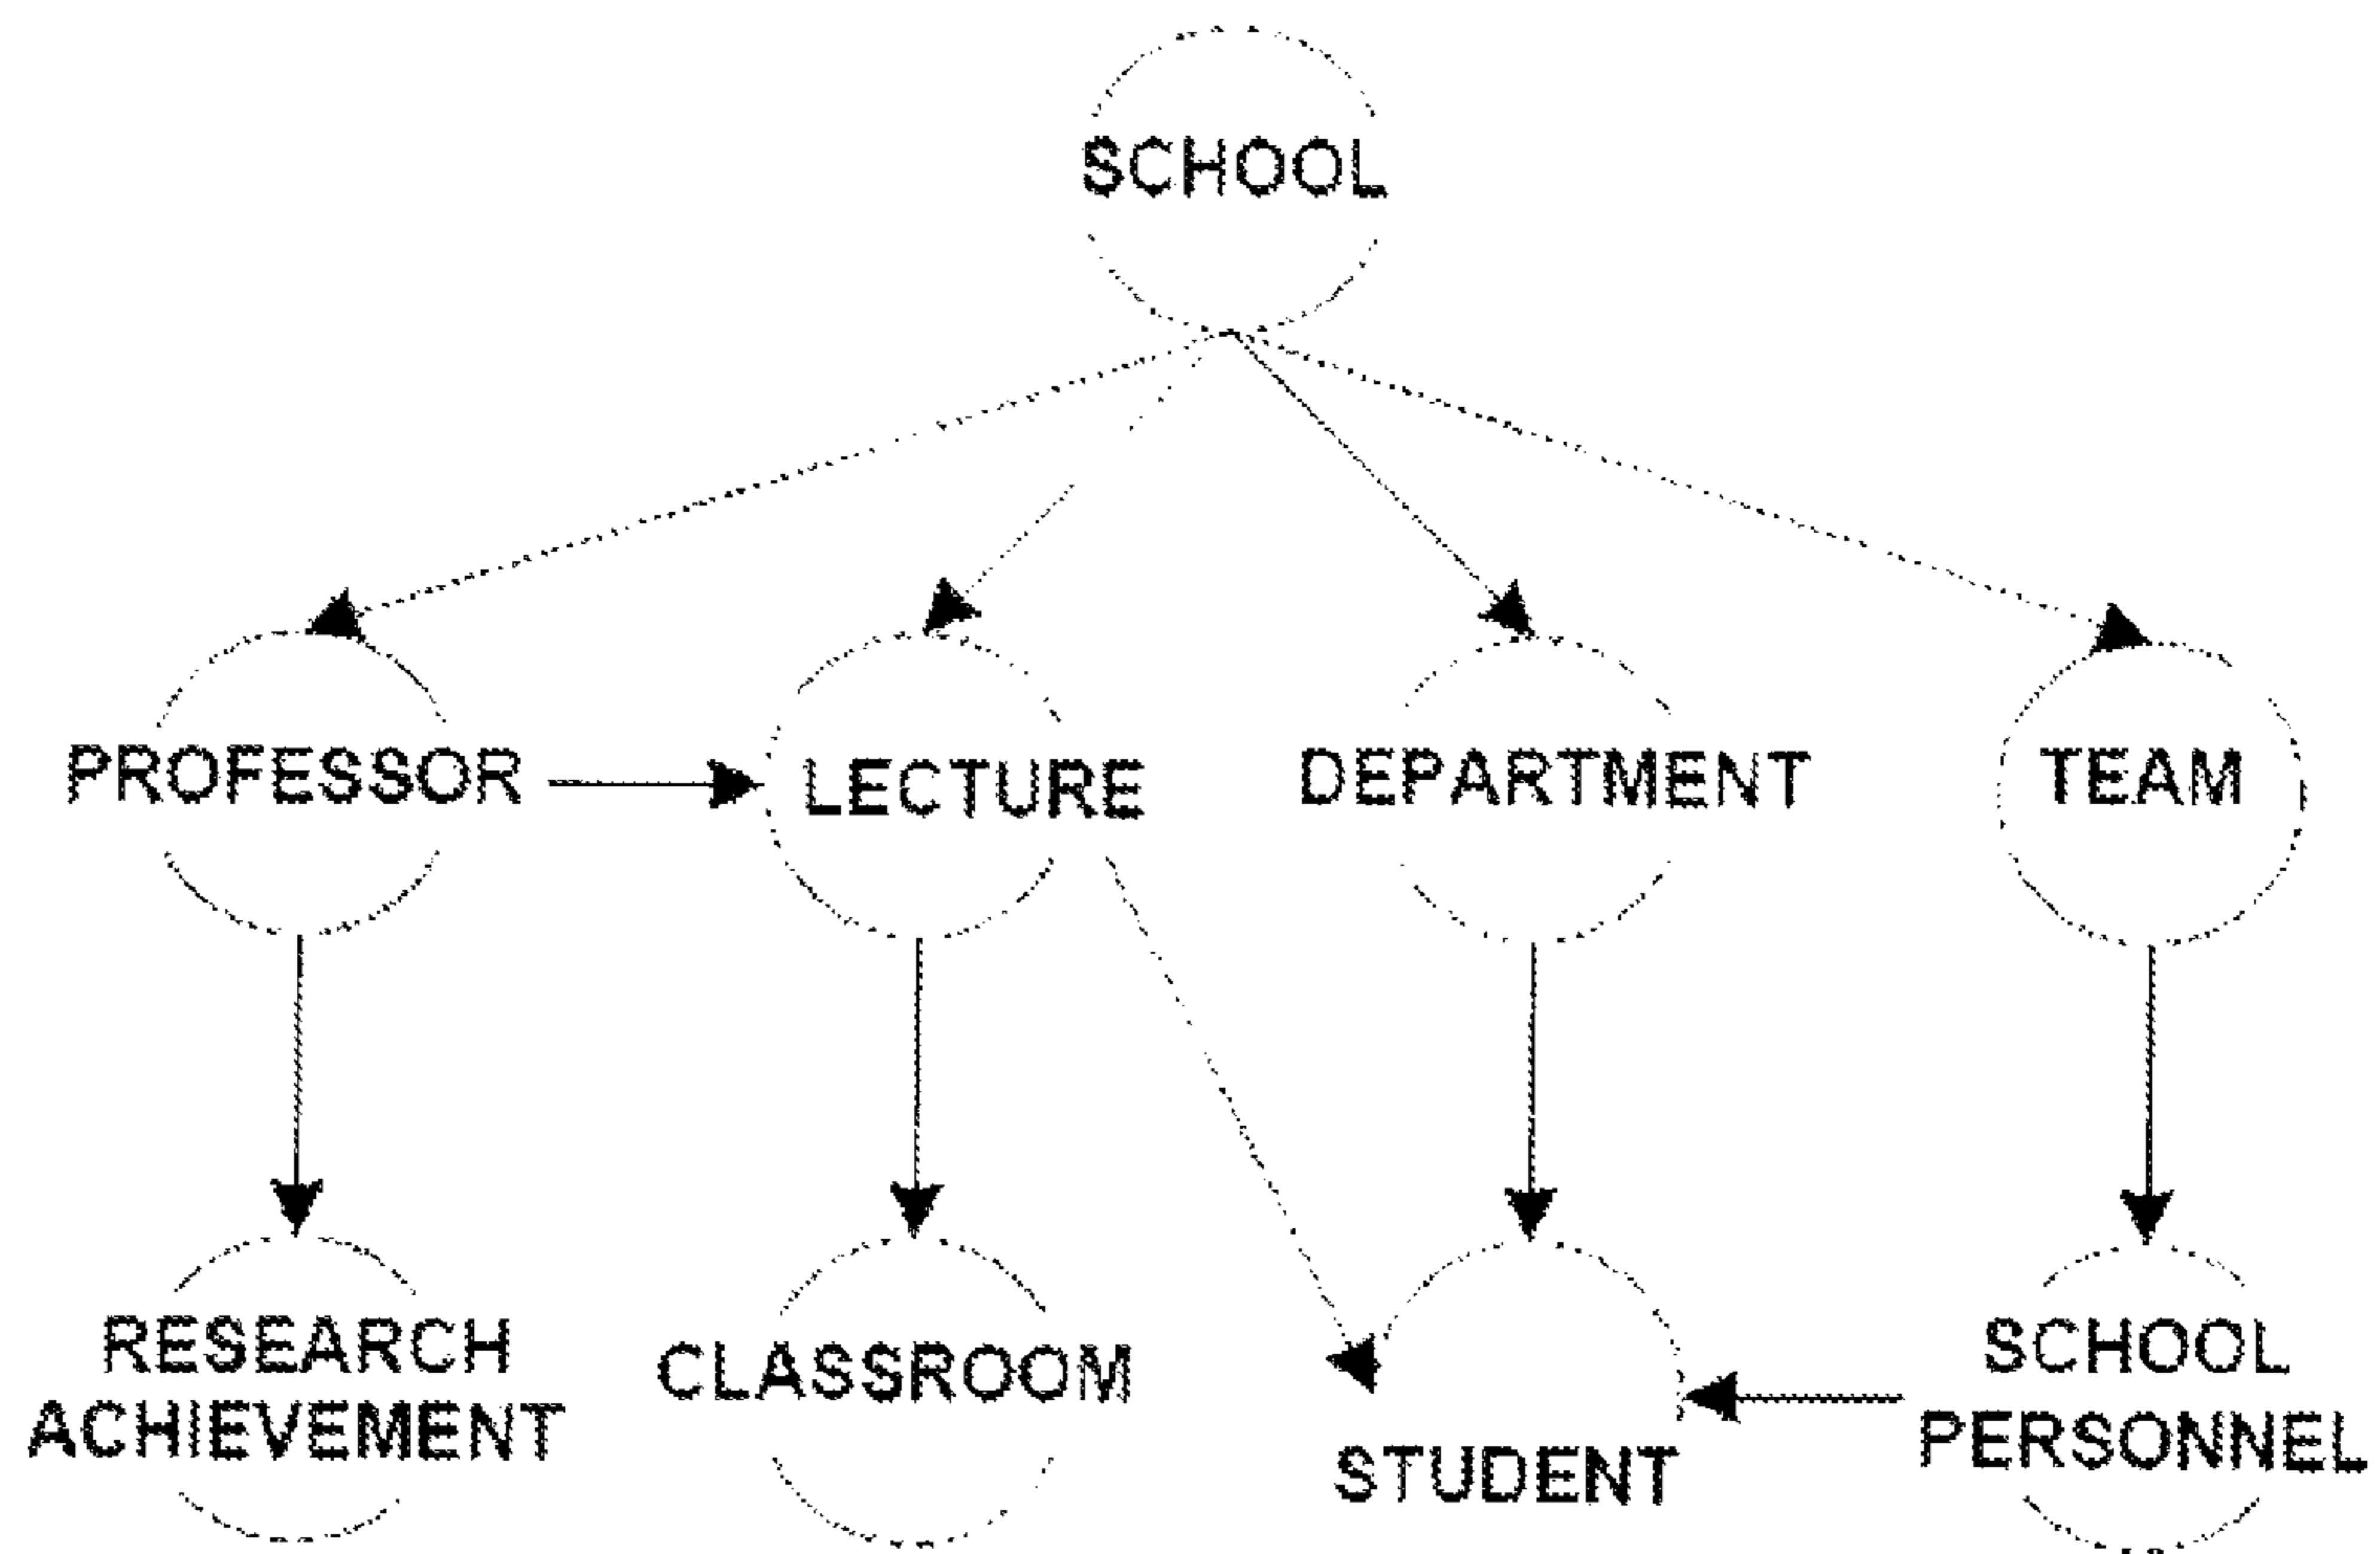 SCHOOL
PROFESSOR
LECTURE
DEPARTMENT
TEAM
RESEARCH
ACHIEVEMENT
CLASSROOM
STUDENT
SCHOOL
PERSONNEL